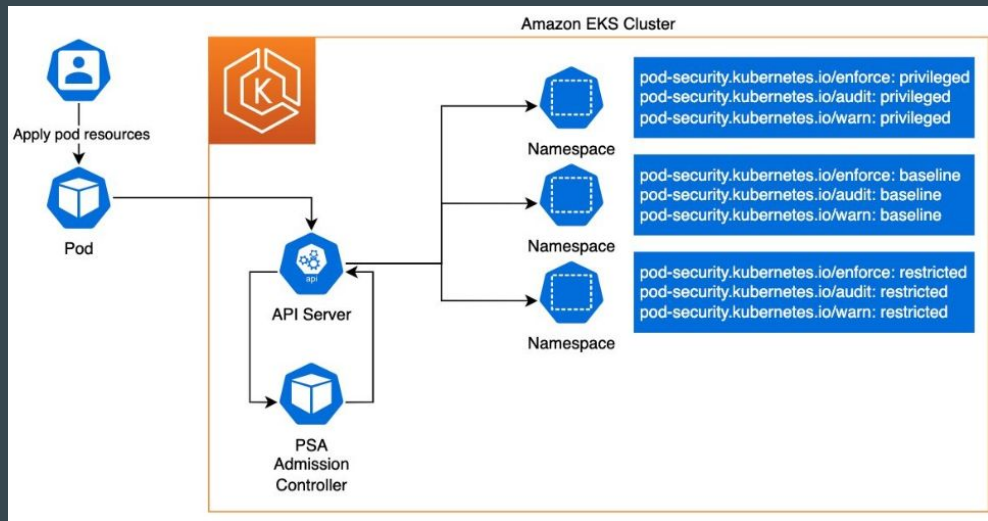 Amazon EKS Cluster
Apply pod resources
Pod
K
api
API Server
PSA
Admission
Controller
Namespace
pod-security.kubernetes.io/enforce: privileged
pod-security.kubernetes.io/audit: privileged
pod-security.kubernetes.io/warn: privileged
Namespace
pod-security.kubernetes.io/enforce: baseline
pod-security.kubernetes.io/audit: baseline
pod-security.kubernetes.io/warn: baseline
Namespace
pod-security.kubernetes.io/enforce: restricted
pod-security.kubernetes.io/audit: restricted
pod-security.kubernetes.io/warn: restricted